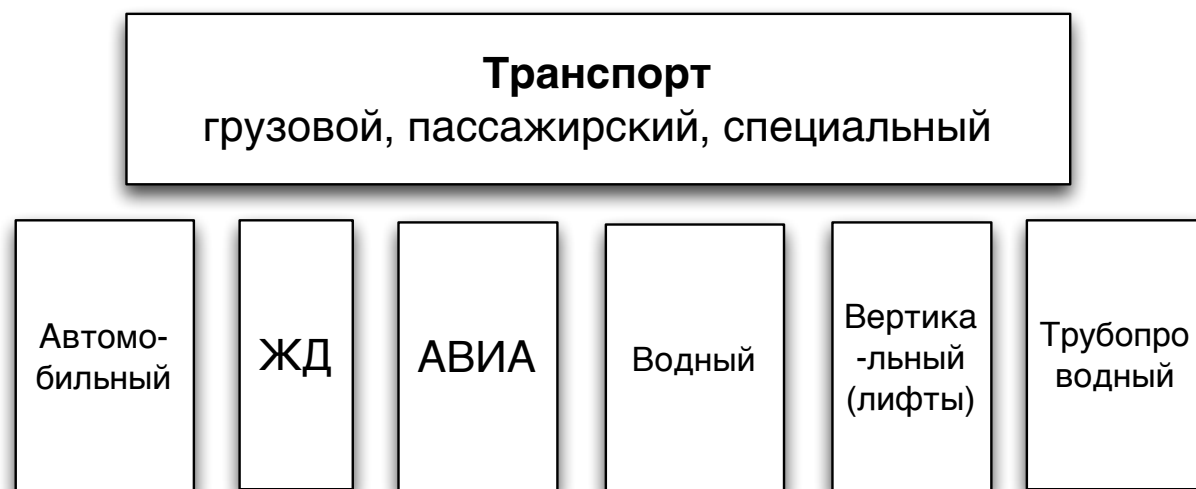 Транспорт
грузовой, пассажирский, специальный
Автомо-
бильный
ЖД
АВИА
Водный
Вертика
-льный
(лифты)
Трубопро
водный